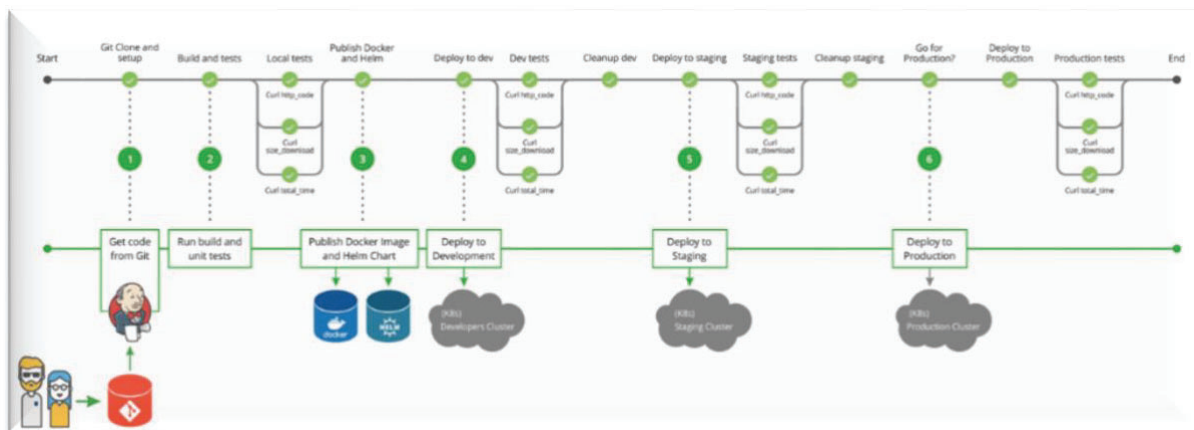 Start
Git Clone and
setup
Build and tests
Local tests
Publish Docker
and Helm
Deploy to dev
Dev tests
Cleanup dev
Deploy to staging
Staging tests
Cleanup staging
Go for
Production?
Deploy to
Production
Production tests
End
Curl http_code
Curl
size_download
Curl total_time
Curl http_code
Curl
size_download
Curl total_time
Curl http_code
Curl
size_download
Curl total_time
Curl http_code
Curl
size_download
Curl total_time
1
2
3
4
5
6
Get code
from Git
Run build and
unit tests
Publish Docker Image
and Helm Chart
Deploy to
Development
Deploy to
Staging
Deploy to
Production
docker
HELM
(K8s)
Developers Cluster
(K8s)
Staging Cluster
(K8s)
Production Cluster